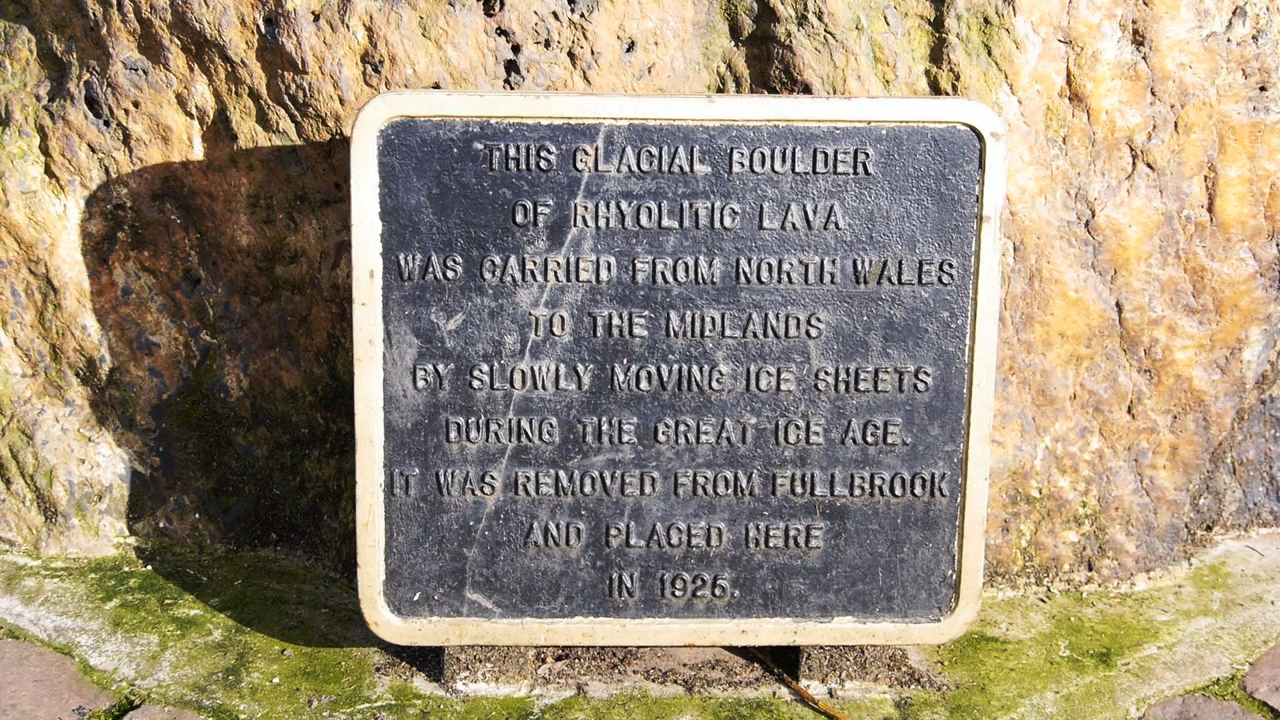 THIS GLACIAL BOULDER
OF RHYOLITIC LAVA
WAS CARRIED FROM NORTH WALES
TO THE MIDLANDS
BY SLOWLY MOVING ICE SHEETS
DURING THE GREAT ICE AGE.
IT WAS REMOVED FROM FULLBROOK
AND PLACED HERE
IN 1925.